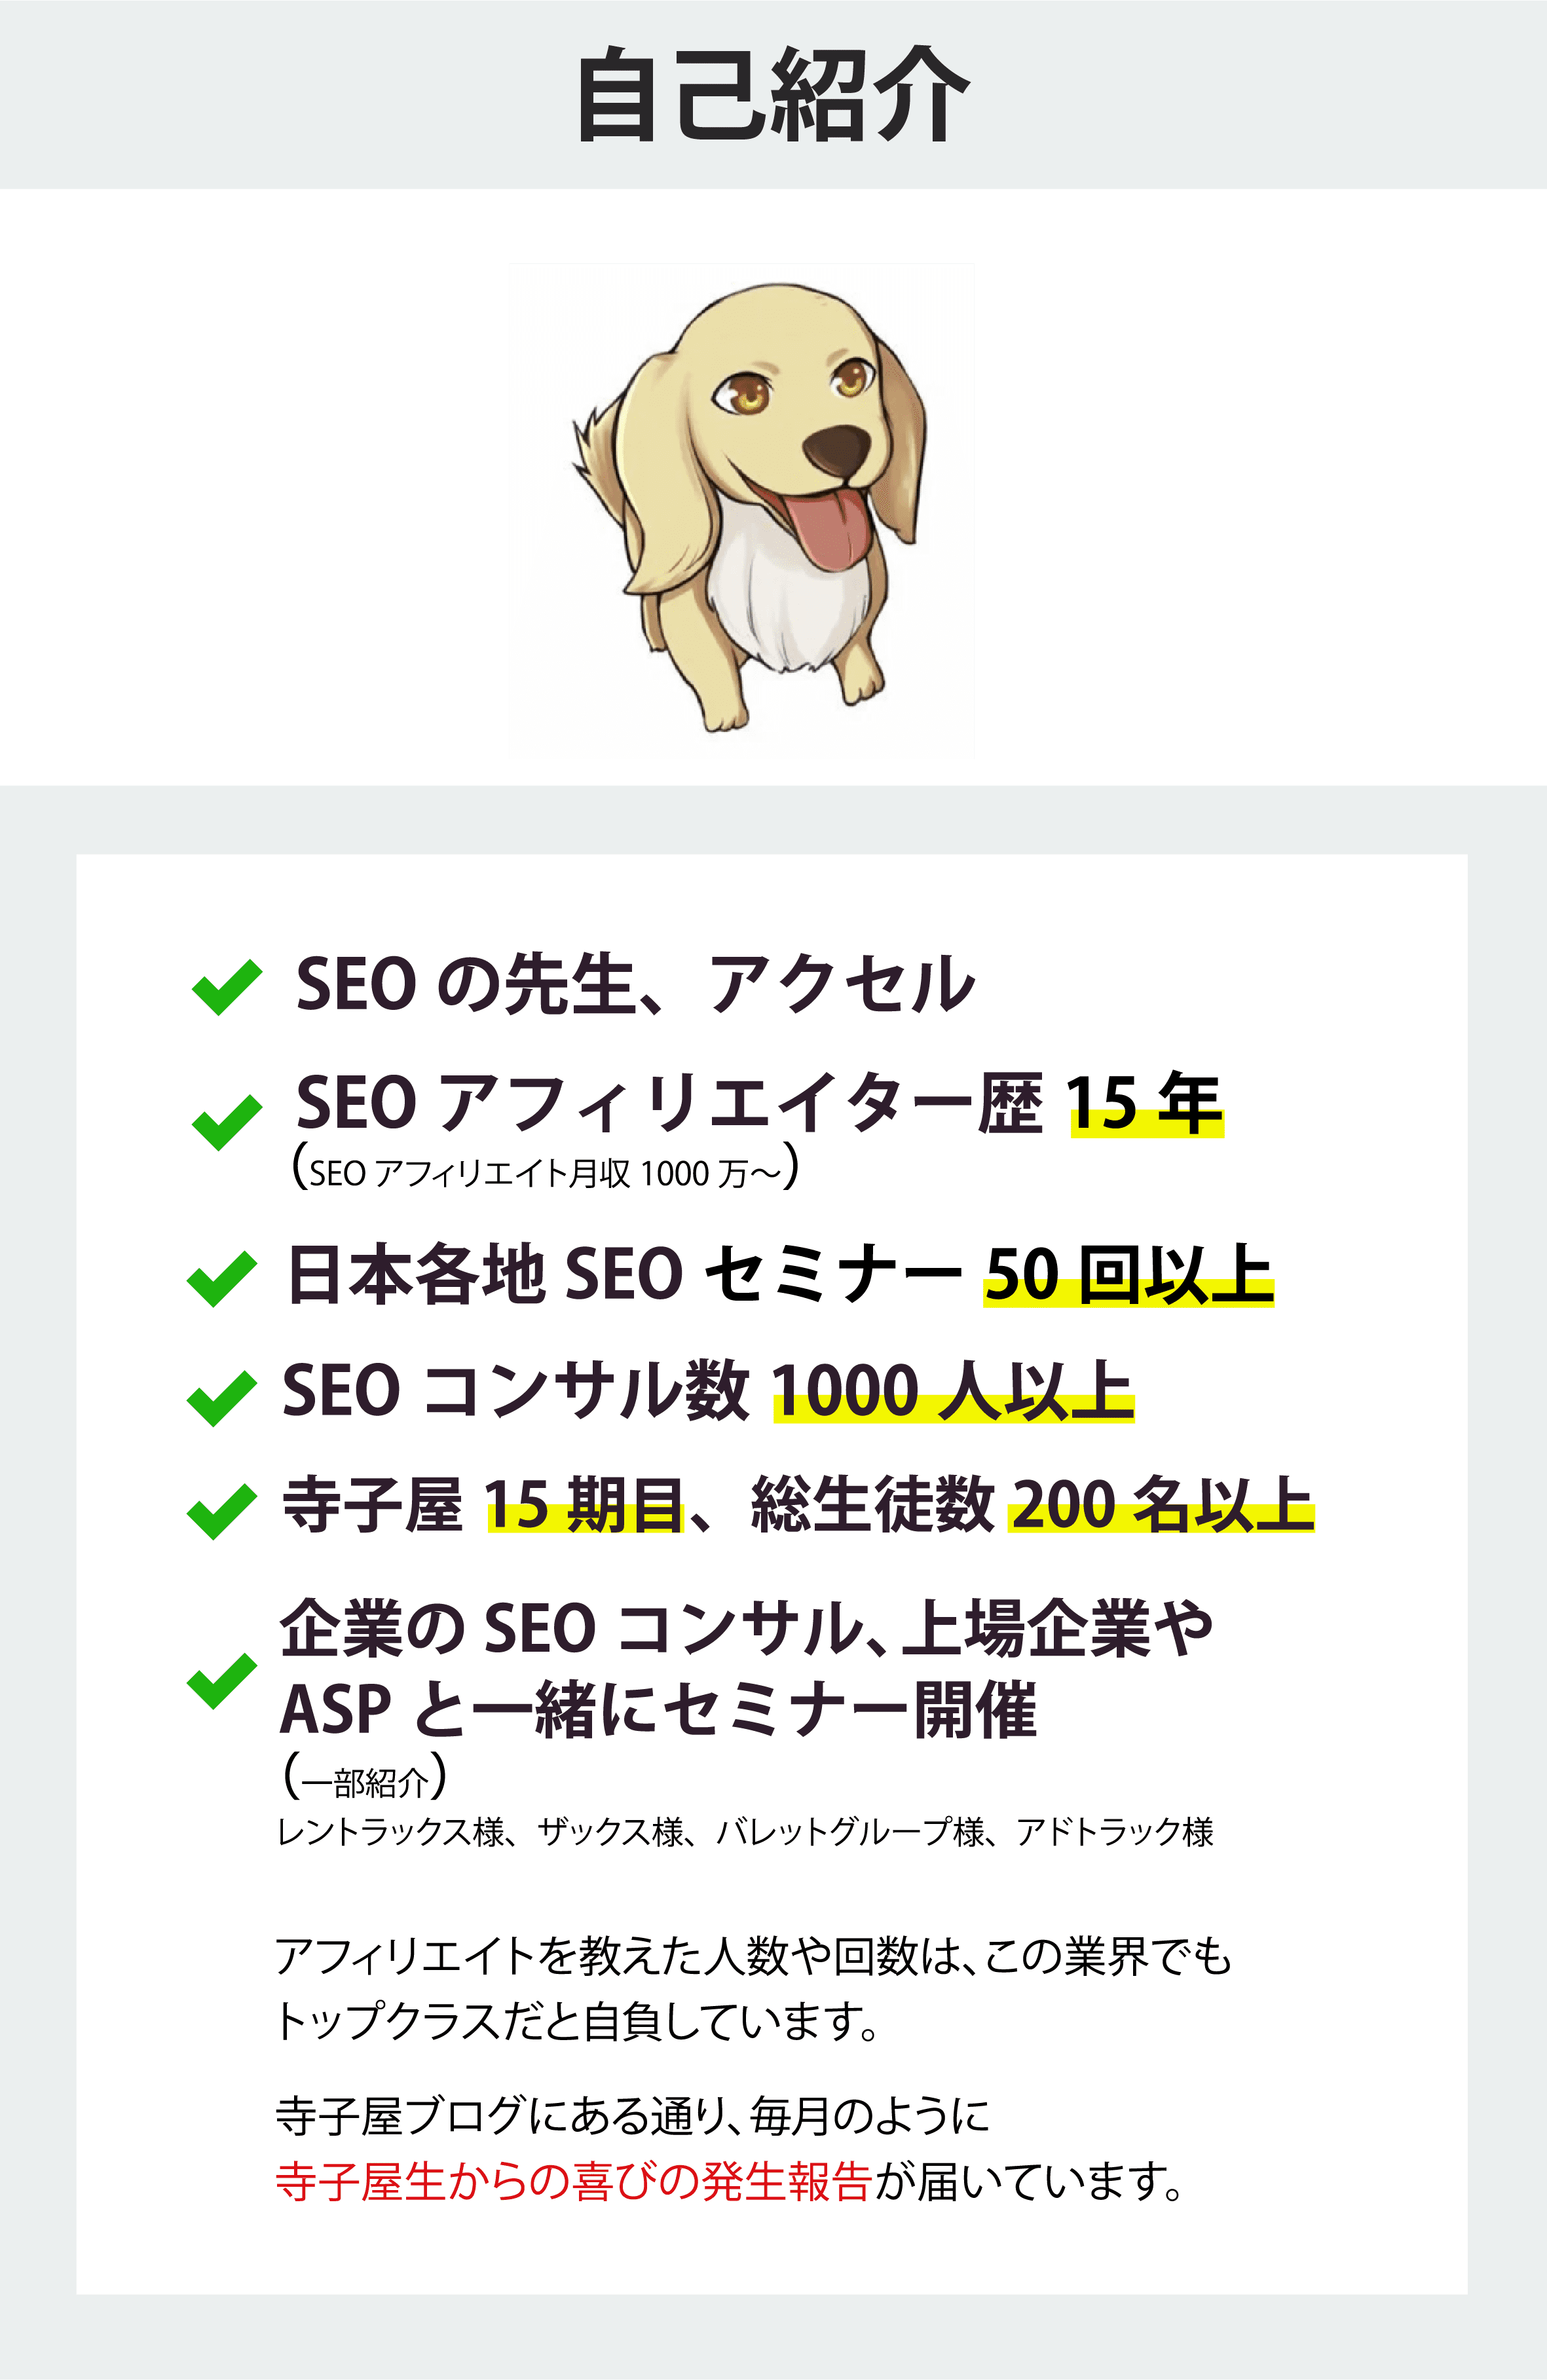 自己紹介
SEO の先生、アクセル
SEO アフィリエイター歴 15 年
（SEO アフィリエイト月収 1000 万〜）
日本各地 SEO セミナー 50 回以上
SEO コンサル数 1000 人以上
寺子屋 15 期目、総生徒数 200 名以上
企業の SEO コンサル、上場企業や
ASP と一緒にセミナー開催
（一部紹介）
レントラックス様、ザックス様、バレットグループ様、アドトラック様
アフィリエイトを教えた人数や回数は、この業界でも
トップクラスだと自負しています。
寺子屋ブログにある通り、毎月のように
寺子屋生からの喜びの発生報告が届いています。